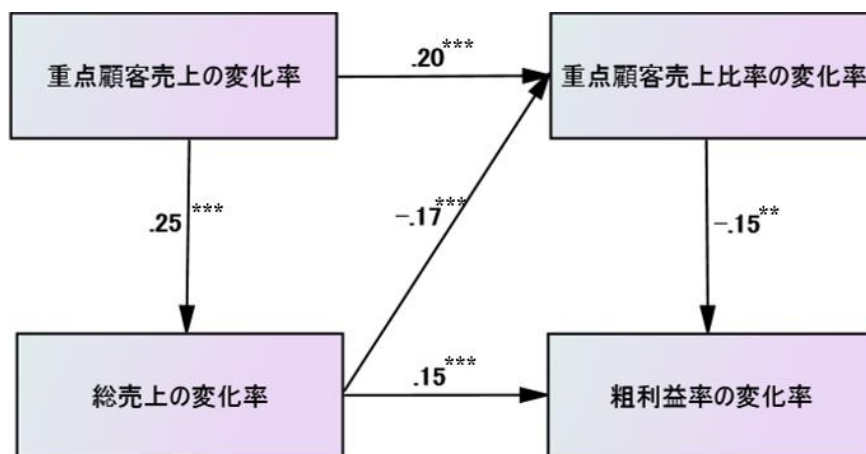 重点顧客売上の変化率
.20***
重点顧客売上比率の変化率
.25 ***
-.17***
-.15**
総売上の変化率
.15***
粗利益率の変化率